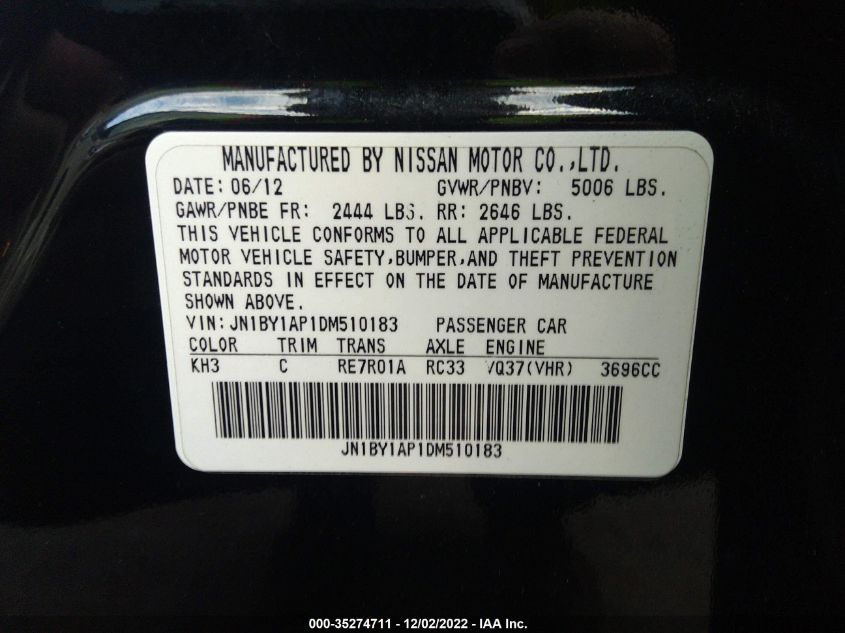 MANUFACTURED BY NISSAN MOTOR CO.,LTD.
DATE: 06/12 GVWR/PNBV: 5006 LBS.
GAWR/PNBE FR: 2444 LBS. RR: 2646 LBS.
THIS VEHICLE CONFORMS TO ALL APPLICABLE FEDERAL
MOTOR VEHICLE SAFETY,BUMPER,AND THEFT PREVENTION
STANDARDS IN EFFECT ON THE DATE OF MANUFACTURE
SHOWN ABOVE.
VIN:JN1BY1AP1DM510183 PASSENGER CAR
COLOR TRIM TRANS AXLE ENGINE
KH3 C RE7R01A RC33 VQ37(VHR) 3696CC
JN1BY1AP1DM510183
000-35274711 - 12/02/2022 - IAA Inc.